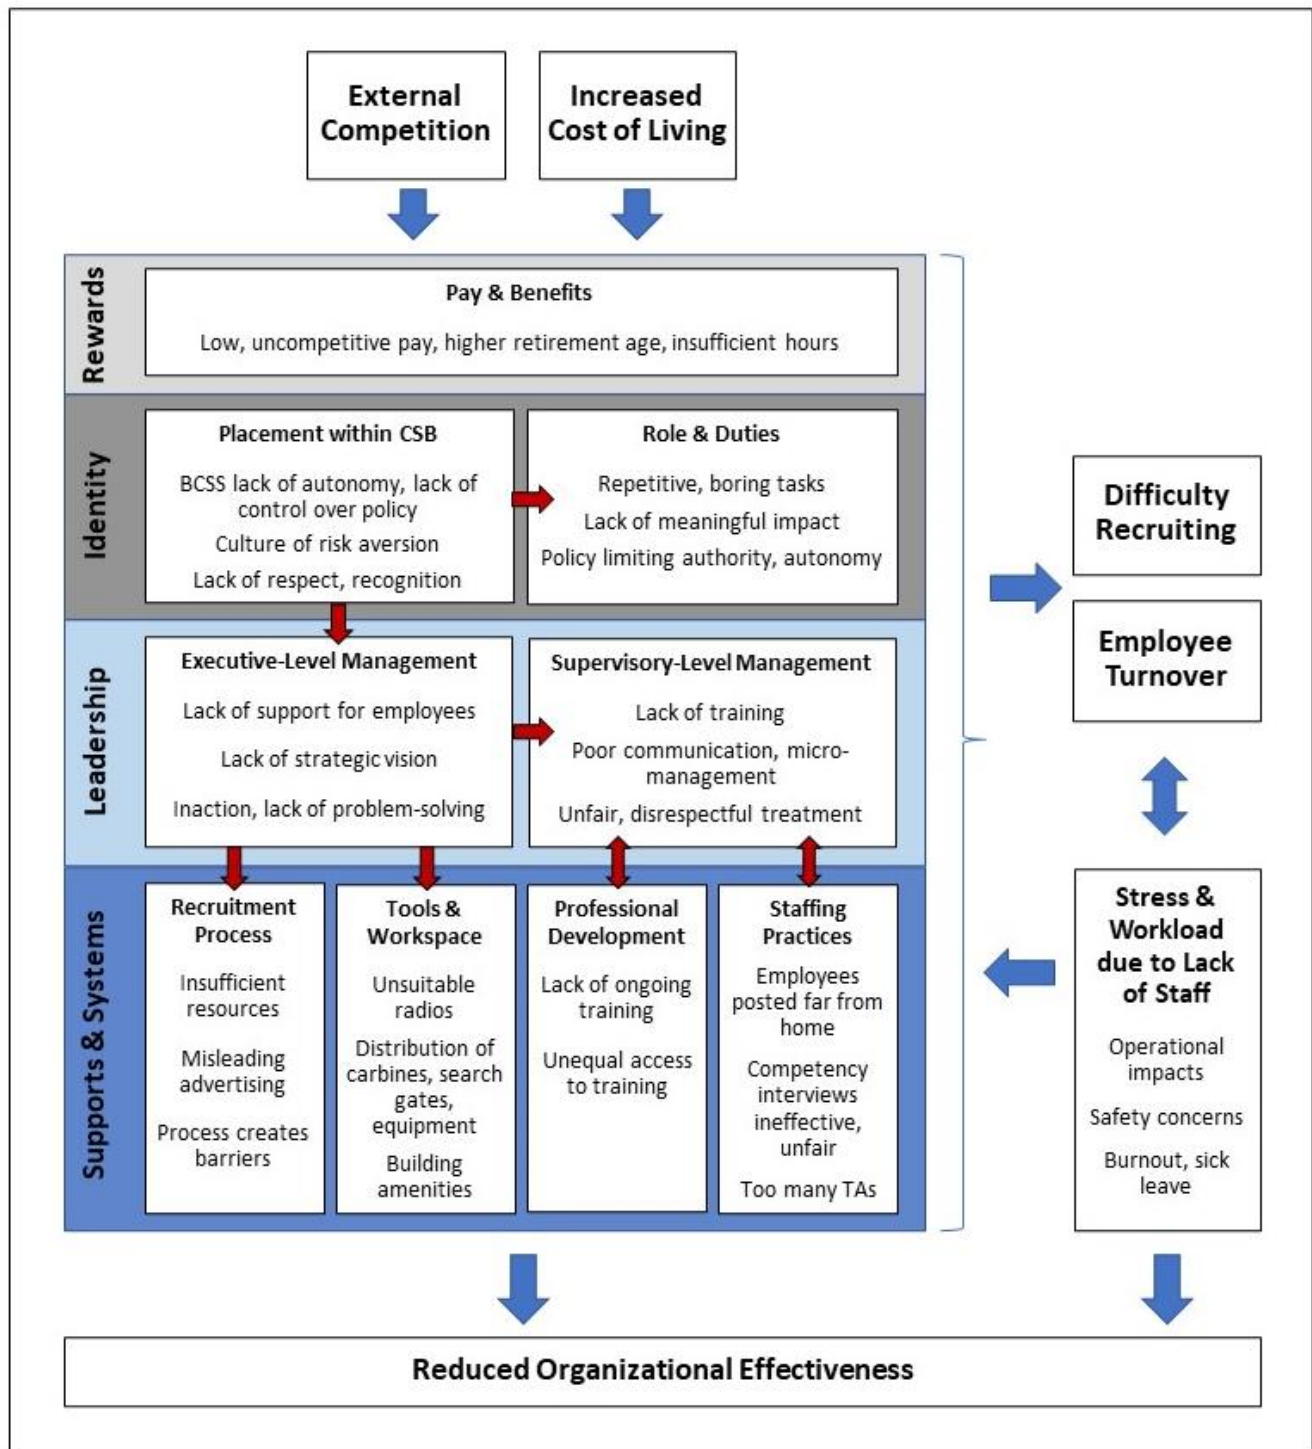 External
Competition
Increased
Cost of Living
Rewards
Pay & Benefits
Low, uncompetitive pay, higher retirement age, insufficient hours
Identity
Placement within CSB
BCSS lack of autonomy, lack of
control over policy
Culture of risk aversion
Lack of respect, recognition
Role & Duties
Repetitive, boring tasks
Lack of meaningful impact
Policy limiting authority, autonomy
Difficulty
Recruiting
Employee
Turnover
Leadership
Executive-Level Management
Lack of support for employees
Lack of strategic vision
Inaction, lack of problem-solving
Supervisory-Level Management
Lack of training
Poor communication, micro-
management
Unfair, disrespectful treatment
Supports & Systems
Recruitment
Process
Insufficient
resources
Misleading
advertising
Process creates
barriers
Tools &
Workspace
Unsuitable
radios
Distribution of
carbines, search
gates,
equipment
Building
amenities
Professional
Development
Lack of ongoing
training
Unequal access
to training
Staffing
Practices
Employees
posted far from
home
Competency
interviews
ineffective,
unfair
Too many TAs
Stress &
Workload
due to Lack
of Staff
Operational
impacts
Safety concerns
Burnout, sick
leave
Reduced Organizational Effectiveness